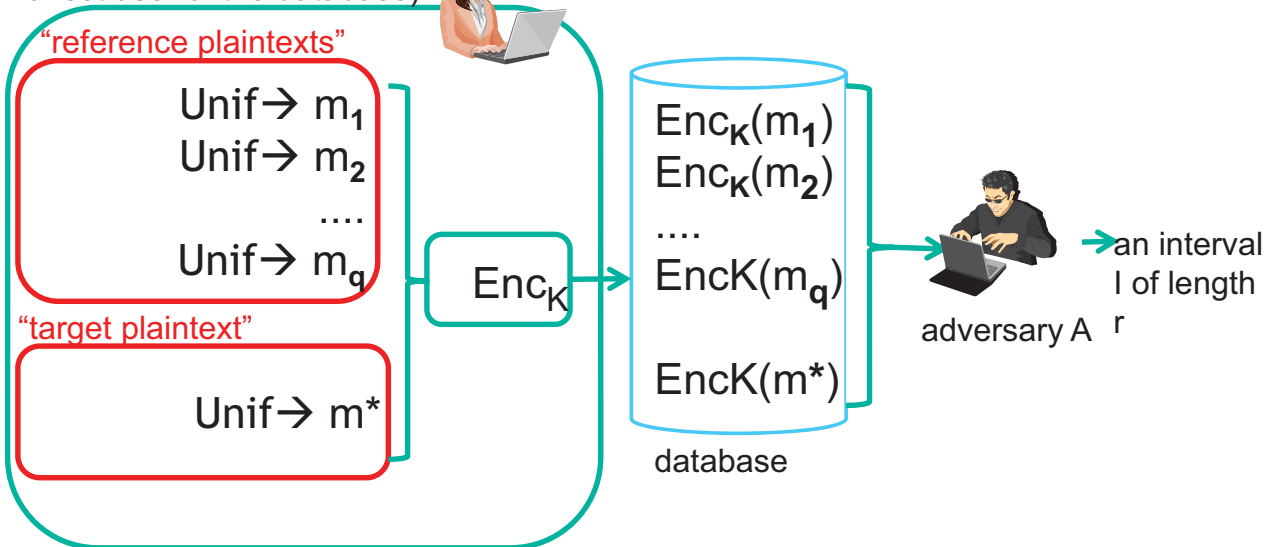 “reference plaintexts”
Unif→ m1
Unif→ m2
....
Unif→ mq
“target plaintext”
Unif→ m*
EncK
EncK(m1)
EncK(m2)
....
EncK(mq)
EncK(m*)
database
adversary A
an interval
I of length
r